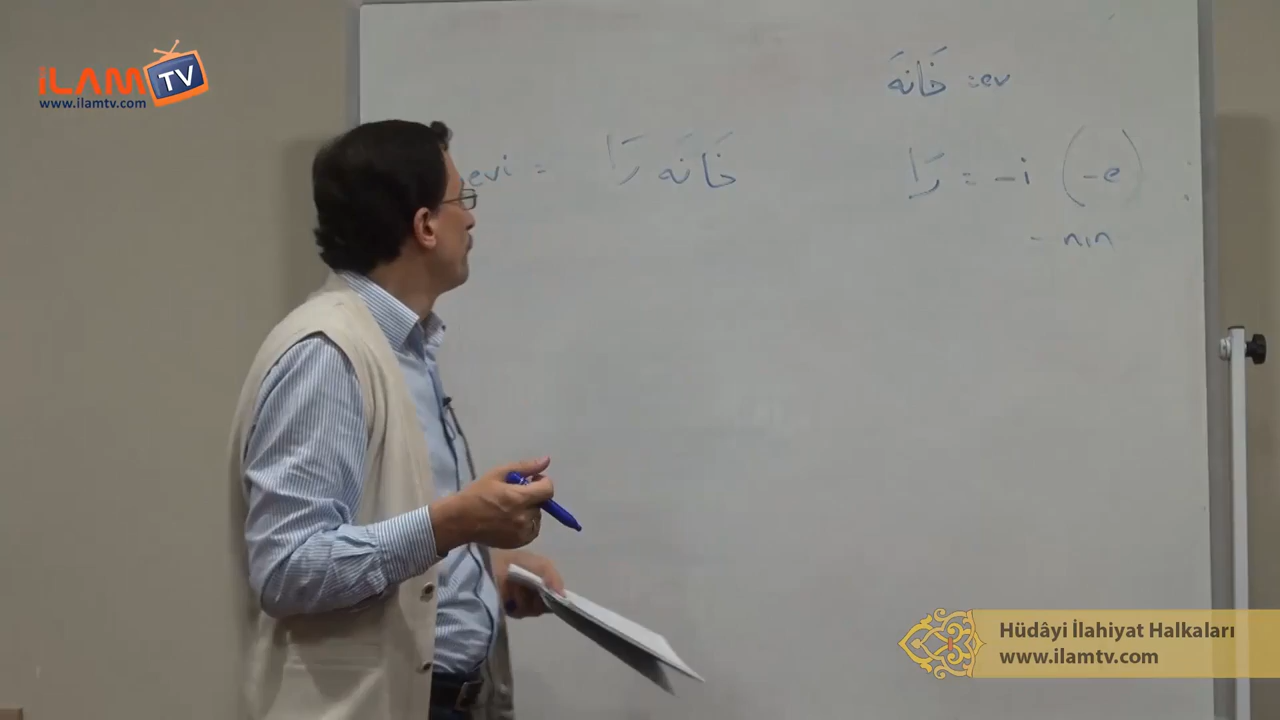 iLAM TV
www.ilamtv.com
خَانَهَ :ev
رَا = -i (-e) :
- nın
خَانَه رَا = evi
Hüdâyi İlahiyat Halkaları
www.ilamtv.com